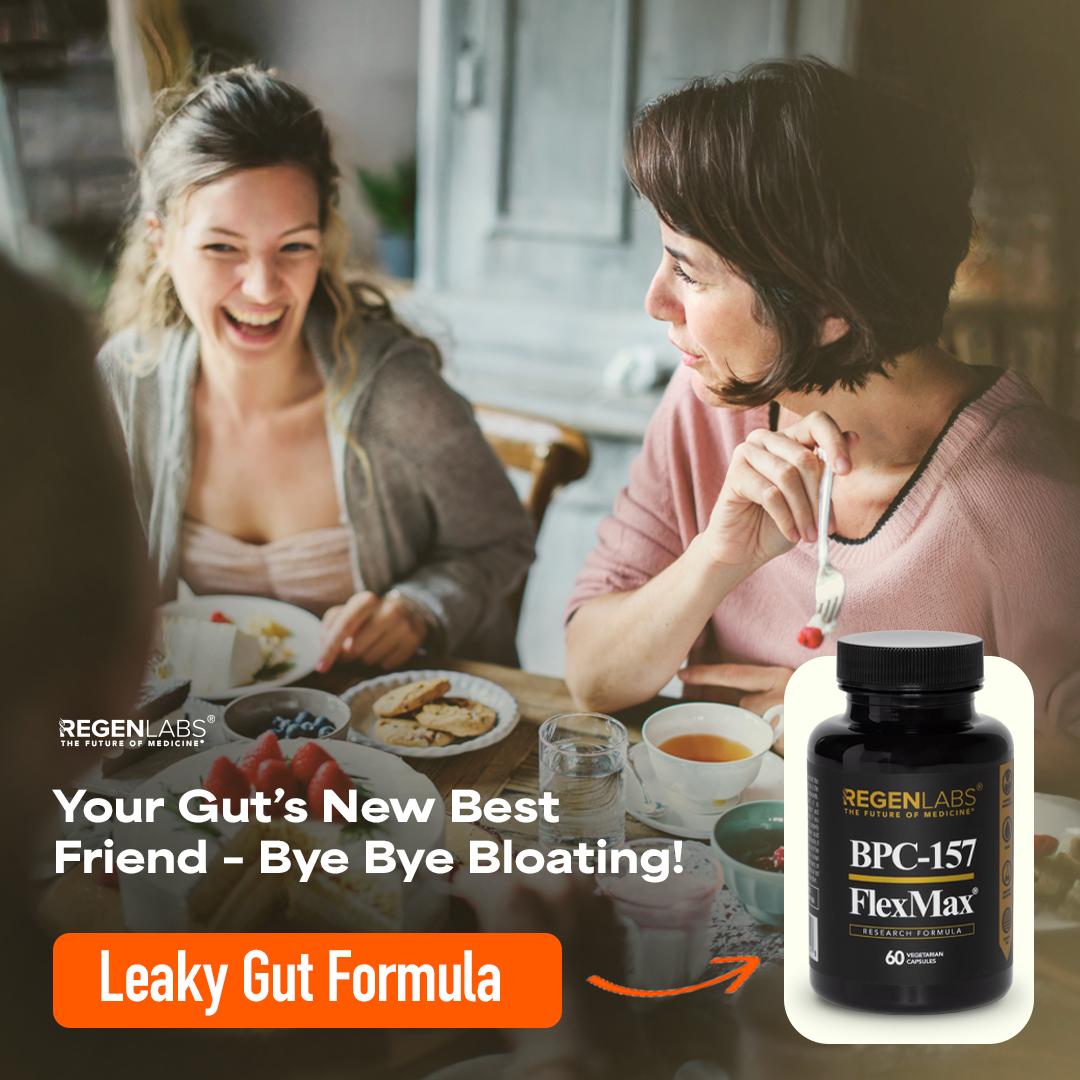 REGENLABS®
THE FUTURE OF MEDICINE®
Your Gut's New Best
Friend - Bye Bye Bloating!
Leaky Gut Formula
REGENLABS®
THE FUTURE OF MEDICINE®
BPC-157
FlexMax®
RESEARCH FORMULA
60 VEGETARIAN
CAPSULES